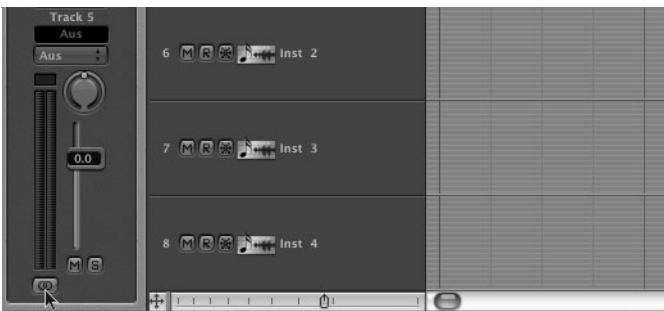 Track 5
Aus
Aus
0.0
M S
6 M R Inst 2
7 M R Inst 3
8 M R Inst 4